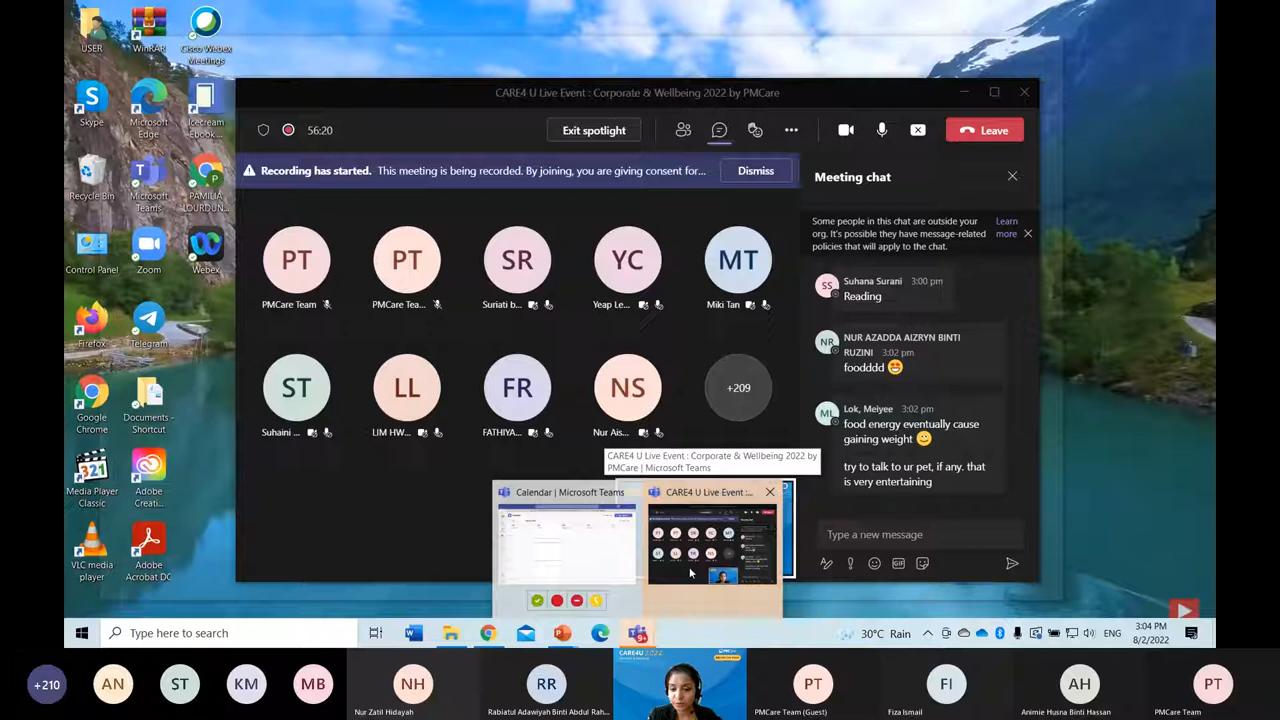 USER
WinRAR
Cisco Webex
Meetings
Skype
Microsoft
Edge
Icecream
Ebook ...
Recycle Bin
Microsoft
Teams
PAMILIA
LOURDUN...
Control Panel
Zoom
Webex
Firefox
Telegram
Google
Chrome
Documents -
Shortcut
321
Media Player
Classic
Adobe
Creati...
VLC media
player
Adobe
Acrobat DC
CARE4 U Live Event : Corporate & Wellbeing 2022 by PMCare
56:20
Exit spotlight
Leave
Recording has started. This meeting is being recorded. By joining, you are giving consent for...
Dismiss
PT
PMCare Team
PT
PMCare Tea...
SR
Suriati b...
YC
Yeap Le...
MT
Miki Tan
ST
Suhaini ...
LL
LIM HW...
FR
FATHIYA...
NS
Nur Ais...
+209
Meeting chat
Some people in this chat are outside your
org. It's possible they have message-related
policies that will apply to the chat.
Learn
more
SS
Suhana Surani 3:00 pm
Reading
NR
NUR AZADDA AIZRYN BINTI
RUZINI 3:02 pm
foodddd 😍
ML
Lok, Meiyee 3:02 pm
food energy eventually cause
gaining weight 🙂
try to talk to ur pet, if any. that
is very entertaining
Type a new message
GIF
CARE4 U Live Event : Corporate & Wellbeing 2022 by
PMCare | Microsoft Teams
Calendar | Microsoft Teams
CARE4 U Live Event :...
Type here to search
9+
30°C Rain
ENG
3:04 PM
8/2/2022
+210
AN
ST
KM
MB
NH
Nur Zatil Hidayah
RR
Rabiatul Adawiyah Binti Abdul Rah...
CARE4U 2022
PT
PMCare Team (Guest)
FI
Fiza Ismail
AH
Animie Husna Binti Hassan
PT
PMCare Team